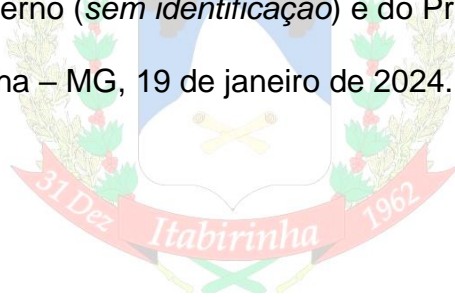 erno (sem identificação) e do Pr
na – MG, 19 de janeiro de 2024.
31 Dez Itabirinha 1962